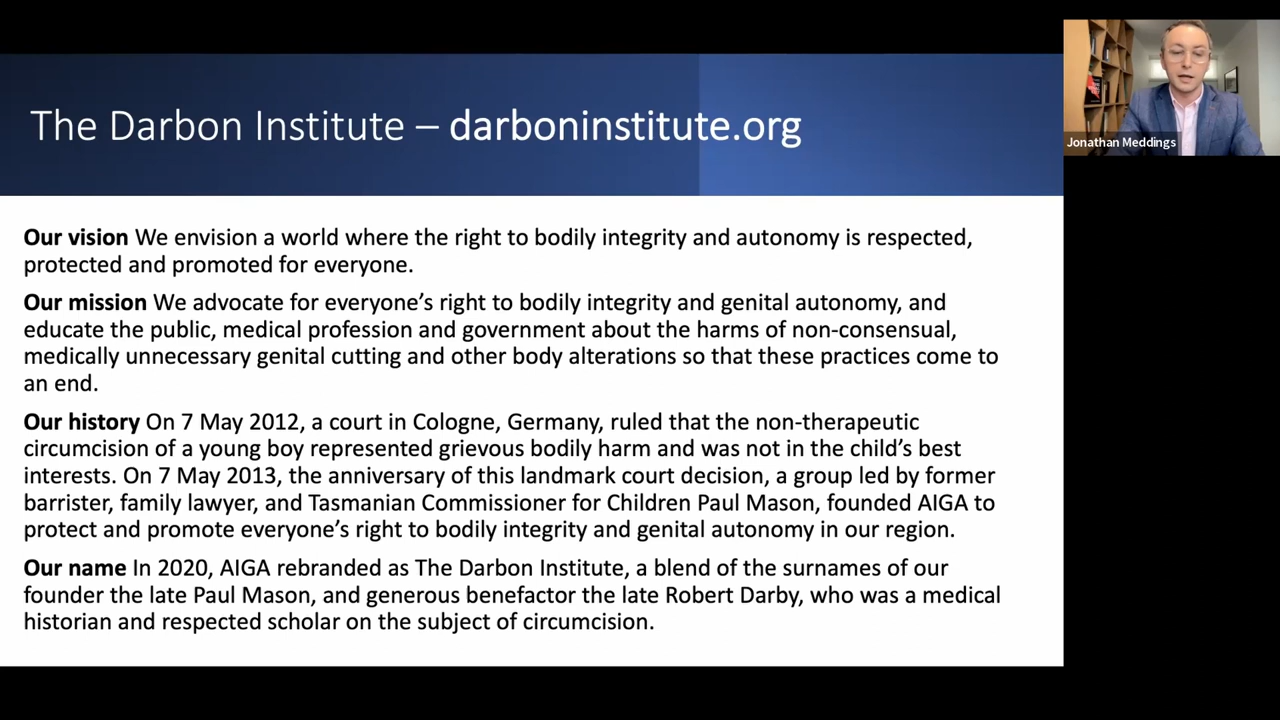 The Darbon Institute – darboninstitute.org
Jonathan Meddings
Our vision We envision a world where the right to bodily integrity and autonomy is respected,
protected and promoted for everyone.
Our mission We advocate for everyone’s right to bodily integrity and genital autonomy, and
educate the public, medical profession and government about the harms of non-consensual,
medically unnecessary genital cutting and other body alterations so that these practices come to
an end.
Our history On 7 May 2012, a court in Cologne, Germany, ruled that the non-therapeutic
circumcision of a young boy represented grievous bodily harm and was not in the child’s best
interests. On 7 May 2013, the anniversary of this landmark court decision, a group led by former
barrister, family lawyer, and Tasmanian Commissioner for Children Paul Mason, founded AIGA to
protect and promote everyone’s right to bodily integrity and genital autonomy in our region.
Our name In 2020, AIGA rebranded as The Darbon Institute, a blend of the surnames of our
founder the late Paul Mason, and generous benefactor the late Robert Darby, who was a medical
historian and respected scholar on the subject of circumcision.